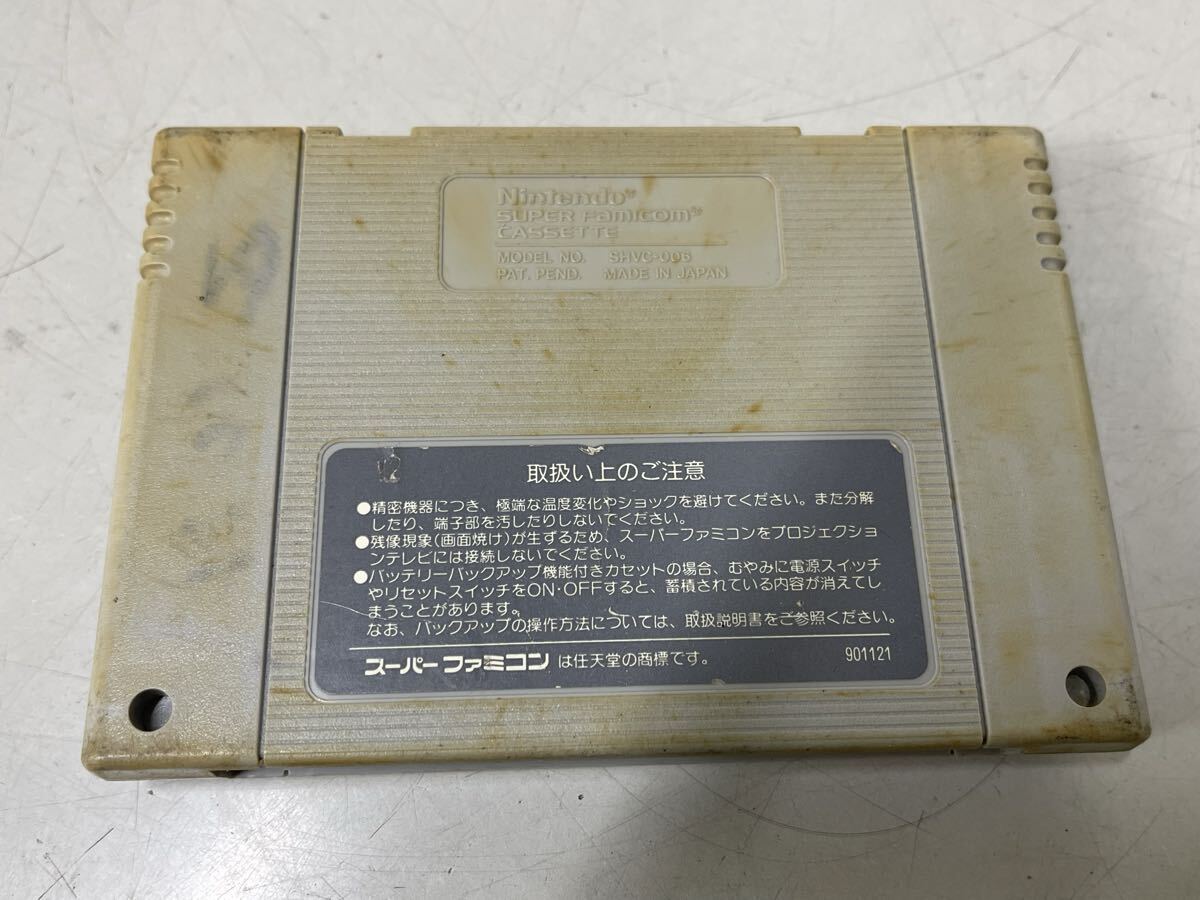 Nintendo®
SUPER FAMICOM®
CASSETTE
MODEL NO. SHVC-006
PAT. PEND. MADE IN JAPAN
取扱い上のご注意
●精密機器につき、極端な温度変化やショックを避けてください。また分解
したり、端子部を汚したりしないでください。
●残像現象(画面焼け)が生ずるため、スーパーファミコンをプロジェクショ
ンテレビには接続しないでください。
●バッテリーバックアップ機能付きカセットの場合、むやみに電源スイッチ
やリセットスイッチをON・OFFすると、蓄積されている内容が消えてし
まうことがあります。
なお、バックアップの操作方法については、取扱説明書をご参照ください。
スーパーファミコンは任天堂の商標です。
901121